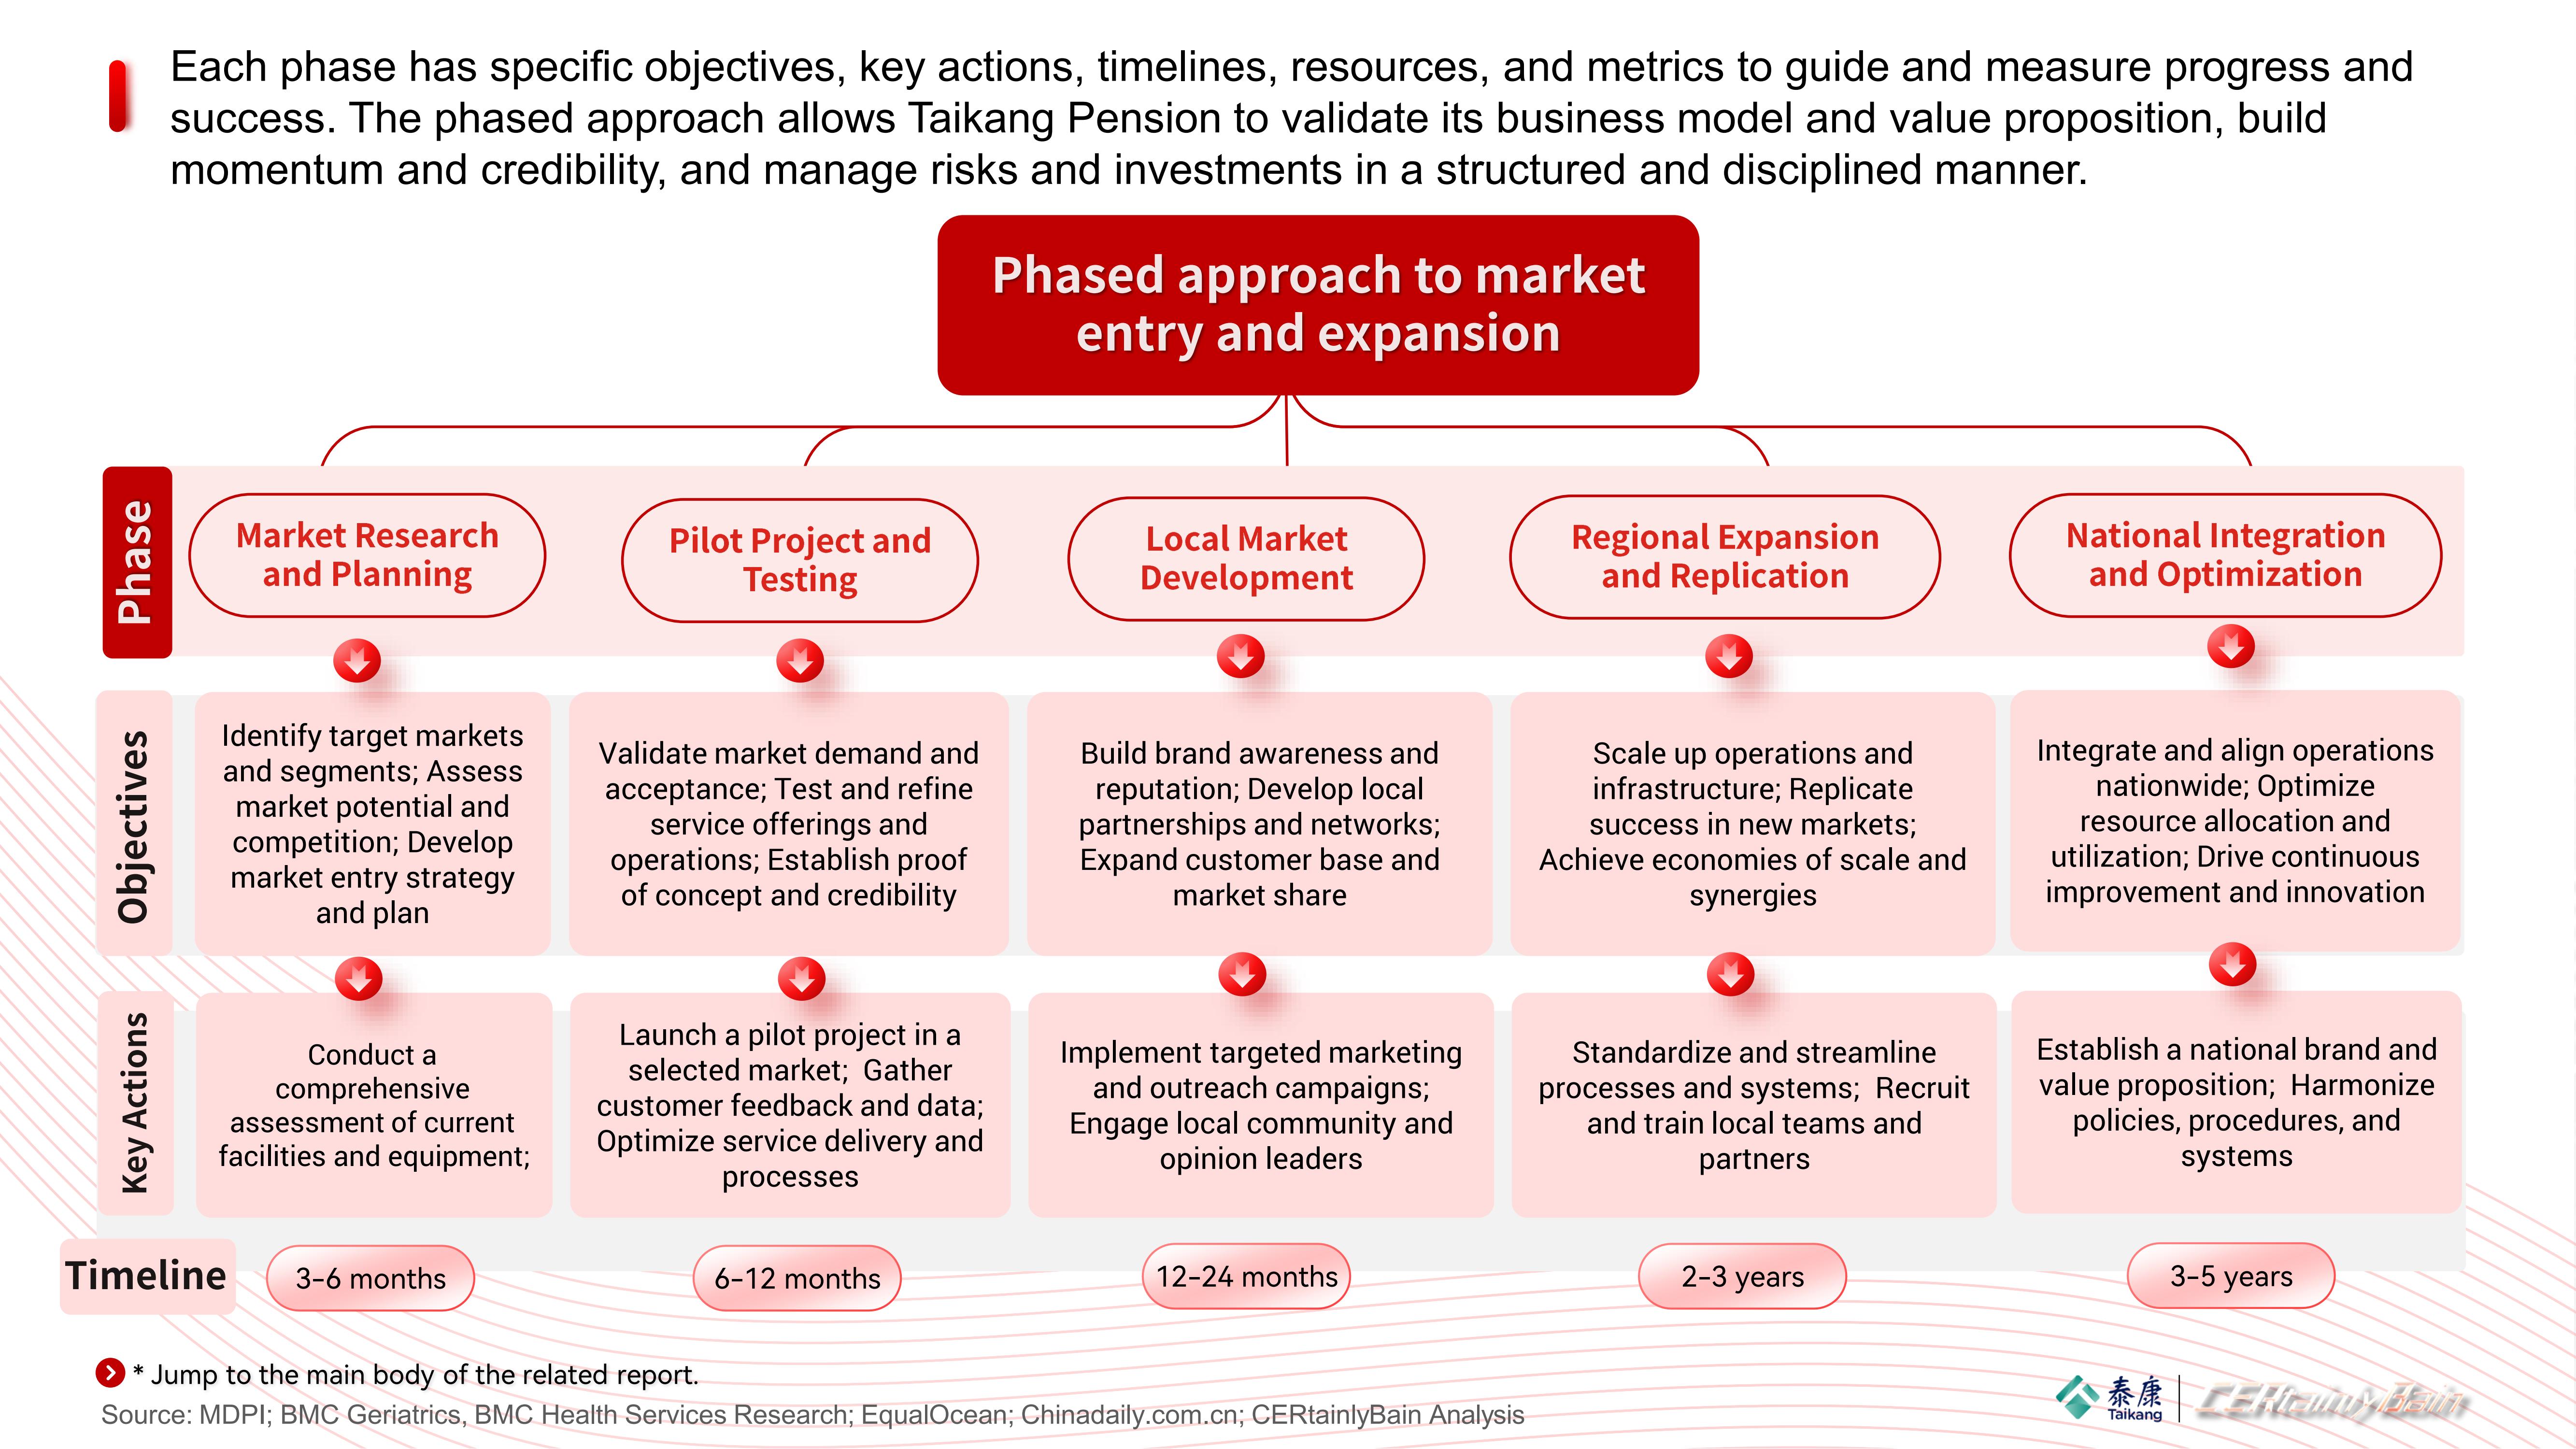 Each phase has specific objectives, key actions, timelines, resources, and metrics to guide and measure progress and
success. The phased approach allows Taikang Pension to validate its business model and value proposition, build
momentum and credibility, and manage risks and investments in a structured and disciplined manner.
Phased approach to market
entry and expansion
Phase
Market Research
and Planning
Pilot Project and
Testing
Local Market
Development
Regional Expansion
and Replication
National Integration
and Optimization
Objectives
Identify target markets
and segments; Assess
market potential and
competition; Develop
market entry strategy
and plan
Validate market demand and
acceptance; Test and refine
service offerings and
operations; Establish proof
of concept and credibility
Build brand awareness and
reputation; Develop local
partnerships and networks;
Expand customer base and
market share
Scale up operations and
infrastructure; Replicate
success in new markets;
Achieve economies of scale and
synergies
Integrate and align operations
nationwide; Optimize
resource allocation and
utilization; Drive continuous
improvement and innovation
Key Actions
Conduct a
comprehensive
assessment of current
facilities and equipment;
Launch a pilot project in a
selected market;  Gather
customer feedback and data;
Optimize service delivery and
processes
Implement targeted marketing
and outreach campaigns;
Engage local community and
opinion leaders
Standardize and streamline
processes and systems;  Recruit
and train local teams and
partners
Establish a national brand and
value proposition;  Harmonize
policies, procedures, and
systems
Timeline
3-6 months
6-12 months
12-24 months
2-3 years
3-5 years
* Jump to the main body of the related report.
Source: MDPI; BMC Geriatrics, BMC Health Services Research; EqualOcean; Chinadaily.com.cn; CERtainlyBain Analysis
泰康
Taikang
CERtainlyBain